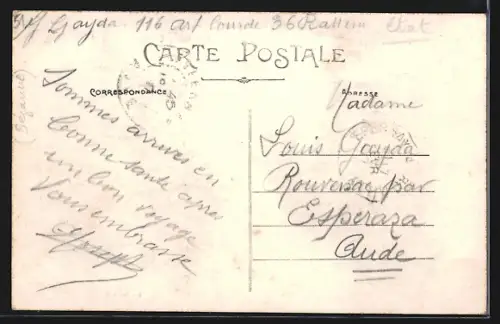 Gayda. 116 Art Lourde 36 Batterie
CARTE POSTALE
CORRESPONDANCE
ADRESSE
Sommes arrivés en
bonne santé après
un bon voyage
Vous embrasse
Madame
Louis Gayda
Rouvenac par
Esperaza
Aude